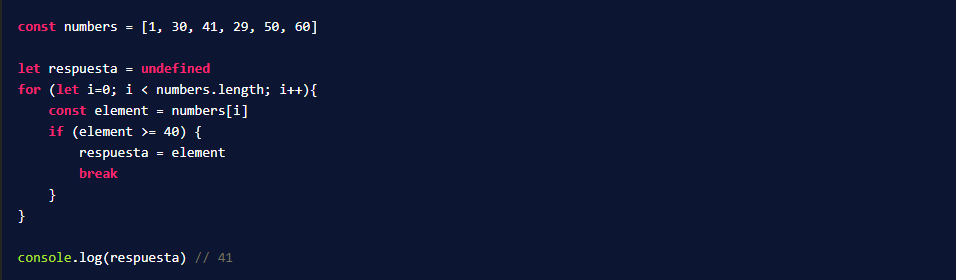 const numbers = [1, 30, 41, 29, 50, 60]
let respuesta = undefined
for (let i=0; i < numbers.length; i++){
    const element = numbers[i]
    if (element >= 40) {
        respuesta = element
        break
    }
}
console.log(respuesta) // 41